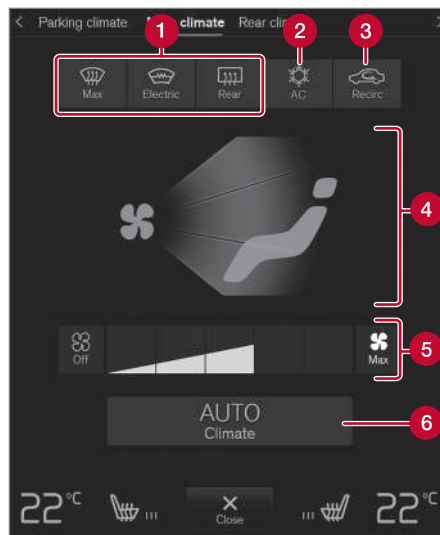 Parking climate climate Rear
1 2 3
Max Electric Rear AC Recirc
4
Off Max 5
AUTO 6
Climate
22°C 22°C
Close